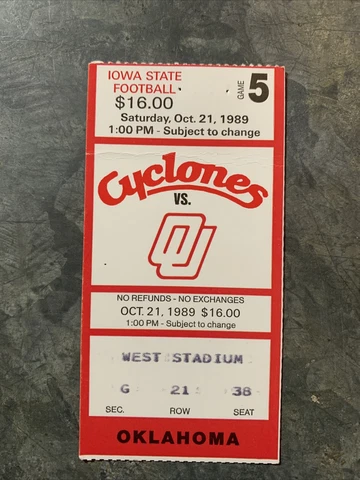 IOWA STATE
FOOTBALL
$16.00
GAME 5
Saturday, Oct. 21, 1989
1:00 PM - Subject to change
Cyclones
VS.
OU
NO REFUNDS - NO EXCHANGES
OCT. 21, 1989 $16.00
1:00 PM - Subject to change
WEST STADIUM
G 21 38
SEC. ROW SEAT
OKLAHOMA